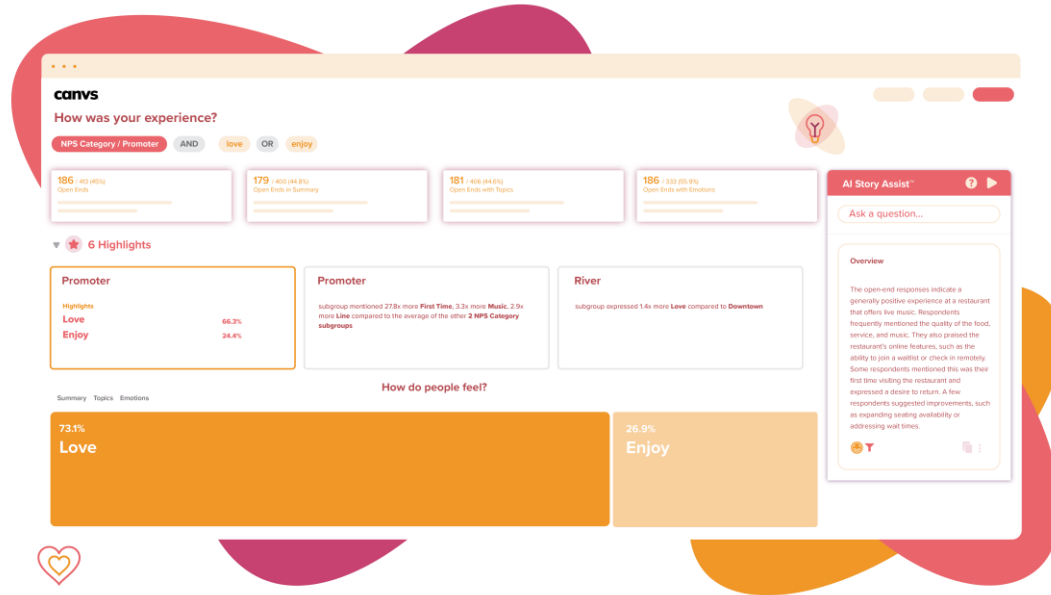 canvs
How was your experience?
NPS Category / Promoter AND love OR enjoy
186 / 413 (45%)
Open Ends
179 / 403 (44.8%)
Open Ends in Summary
181 / 406 (44.6%)
Open Ends with Topics
186 / 333 (55.9%)
Open Ends with Emotions
6 Highlights
Promoter
Highlights
Love 66.3%
Enjoy 24.4%
Promoter
subgroup mentioned 27.8x more First Time, 3.3x more Music, 2.9x
more Line compared to the average of the other 2 NPS Category
subgroups
River
subgroup expressed 1.4x more Love compared to Downtown
How do people feel?
Summary Topics Emotions
73.1%
Love
26.9%
Enjoy
AI Story Assist™ ?
Ask a question...
Overview
The open-end responses indicate a
generally positive experience at a restaurant
that offers live music. Respondents
frequently mentioned the quality of the food,
service, and music. They also praised the
restaurant's online features, such as the
ability to join a waitlist or check in remotely.
Some respondents mentioned this was their
first time visiting the restaurant and
expressed a desire to return. A few
respondents suggested improvements, such
as expanding seating availability or
addressing wait times.